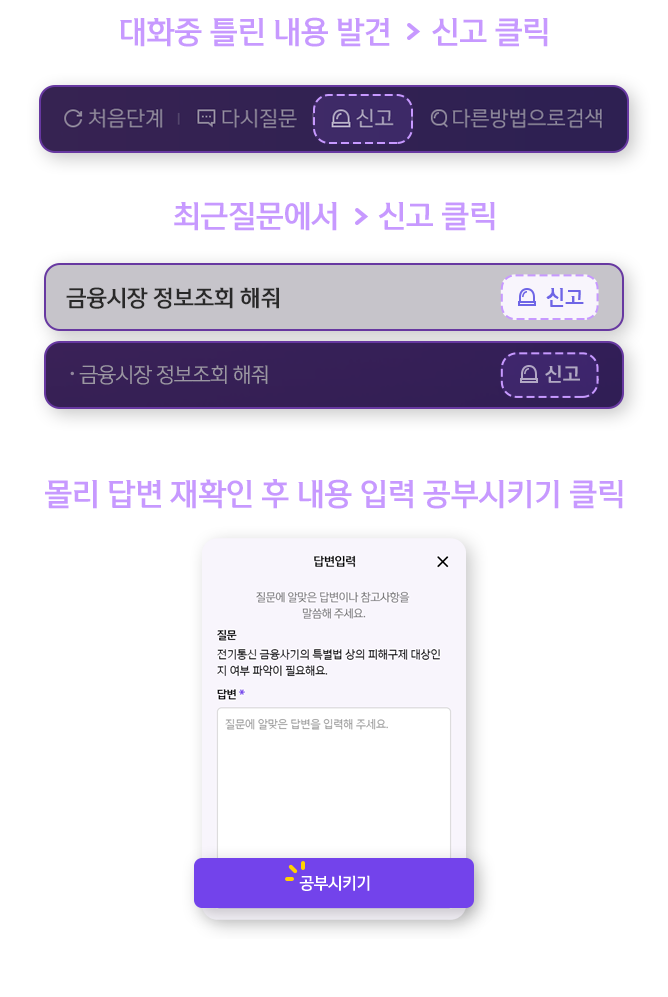 대화중 틀린 내용 발견 > 신고 클릭
처음단계 | 다시질문 신고 다른방법으로검색
최근질문에서 > 신고 클릭
금융시장 정보조회 해줘 신고
· 금융시장 정보조회 해줘 신고
몰리 답변 재확인 후 내용 입력 공부시키기 클릭
답변입력
질문에 알맞은 답변이나 참고사항을
말씀해 주세요.
질문
전기통신 금융사기의 특별법 상의 피해구제 대상인
지 여부 파악이 필요해요.
답변 *
질문에 알맞은 답변을 입력해 주세요.
공부시키기